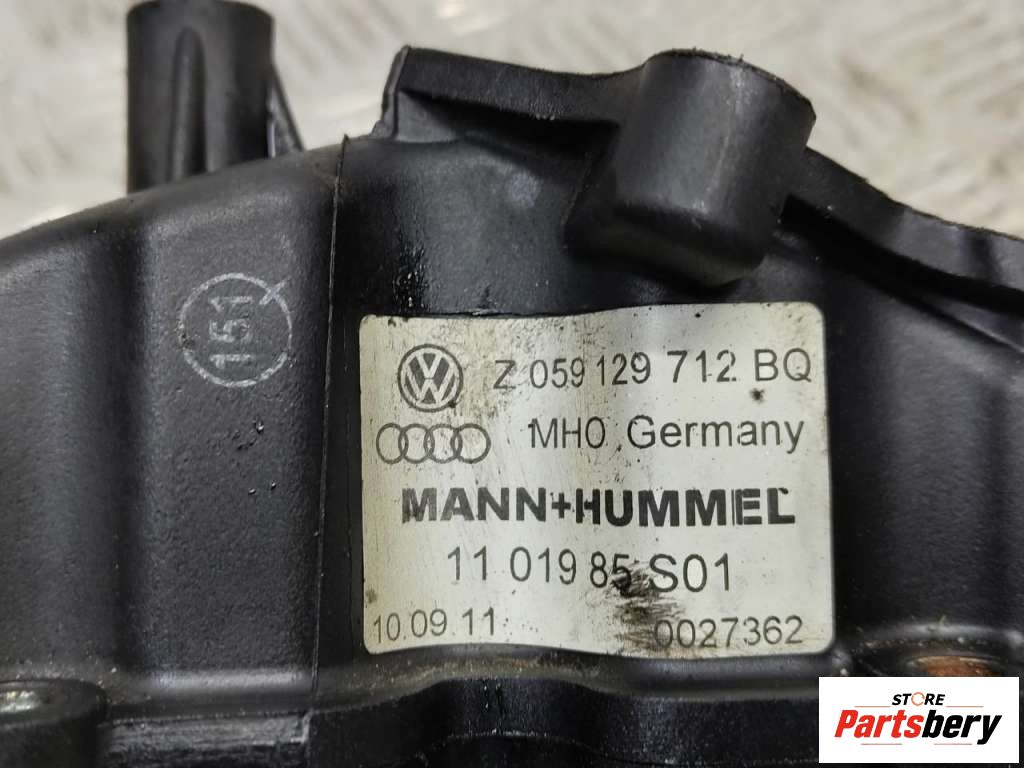 151
Z 059 129 712 BQ
MHO Germany
MANN+HUMMEL
11 019 85 S01
10.09.11 0027362
STORE
Partsbery